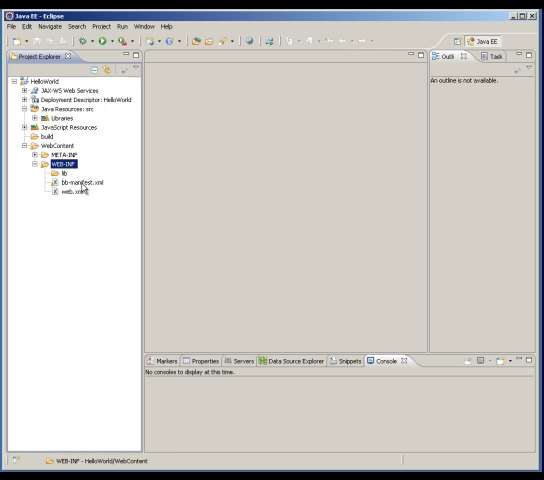 Java EE - Eclipse
File Edit Navigate Search Project Run Window Help
Java EE
Project Explorer
Outli Task
An outline is not available.
HelloWorld
JAX-WS Web Services
Deployment Descriptor: HelloWorld
Java Resources: src
Libraries
JavaScript Resources
build
WebContent
META-INF
WEB-INF
lib
bb-manifest.xml
web.xml
Markers Properties Servers Data Source Explorer Snippets Console
No consoles to display at this time.
WEB-INF - HelloWorld/WebContent